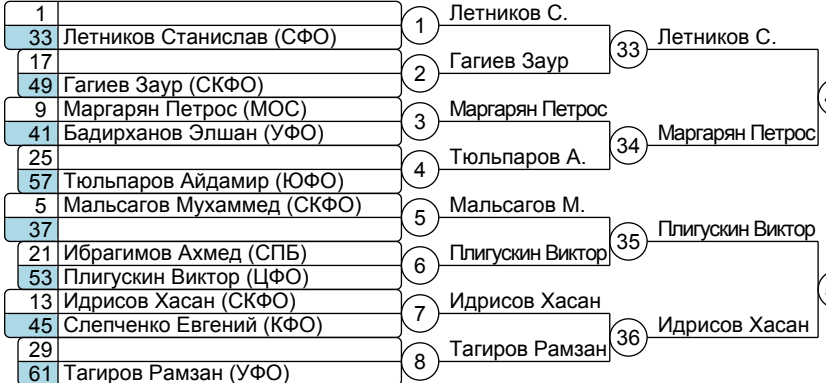 1
33 Летников Станислав (СФО)
17
49 Гагиев Заур (СКФО)
9 Маргарян Петрос (МОС)
41 Бадирханов Элшан (УФО)
25
57 Тюльпаров Айдамир (ЮФО)
5 Мальсагов Мухаммед (СКФО)
37
21 Ибрагимов Ахмед (СПБ)
53 Плигускин Виктор (ЦФО)
13 Идрисов Хасан (СКФО)
45 Слепченко Евгений (КФО)
29
61 Тагиров Рамзан (УФО)
1 Летников С.
2 Гагиев Заур
3 Маргарян Петрос
4 Тюльпаров А.
5 Мальсагов М.
6 Плигускин Виктор
7 Идрисов Хасан
8 Тагиров Рамзан
33 Летников С.
34 Маргарян Петрос
35 Плигускин Виктор
36 Идрисов Хасан